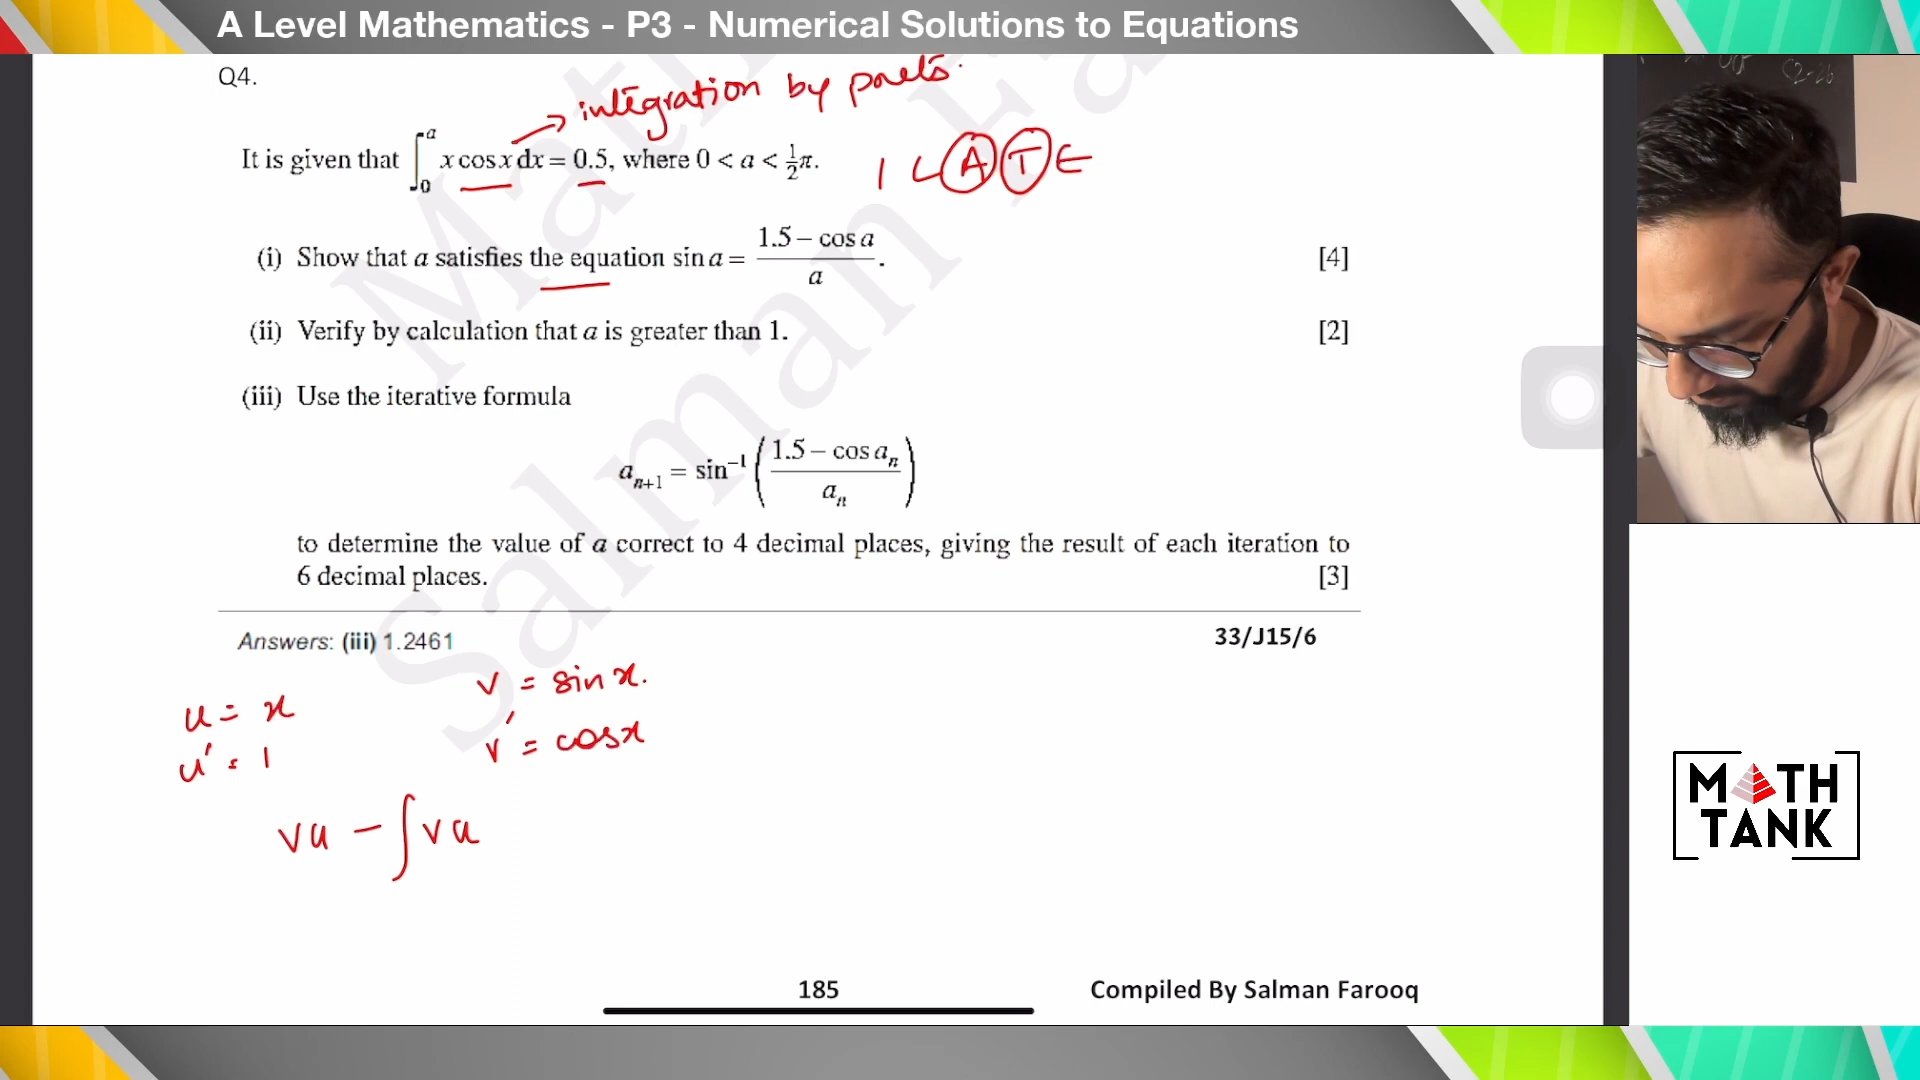 A Level Mathematics - P3 - Numerical Solutions to Equations
Q4.
integration by parts.
It is given that ∫₀ᵃ x cos x dx = 0.5, where 0 < a < ½π.
I L A T E
(i) Show that a satisfies the equation sin a = (1.5 – cos a)/a. [4]
(ii) Verify by calculation that a is greater than 1. [2]
(iii) Use the iterative formula
aₙ₊₁ = sin⁻¹((1.5 – cos aₙ)/aₙ)
to determine the value of a correct to 4 decimal places, giving the result of each iteration to
6 decimal places. [3]
Answers: (iii) 1.2461 33/J15/6
u = x v = sin x.
u' = 1 v' = cos x
vu – ∫vu
185 Compiled By Salman Farooq
MATH
TANK
Salman